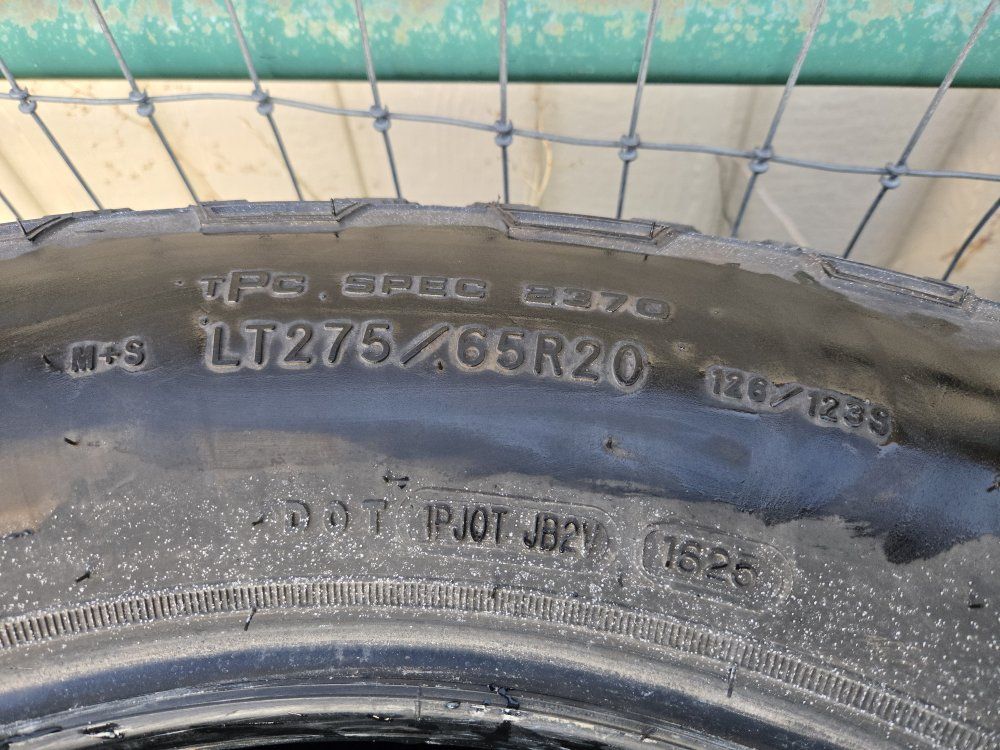 TPC SPEC 2370
M+S LT275/65R20 126/123S
DOT 1PJ0T JB2V 1625